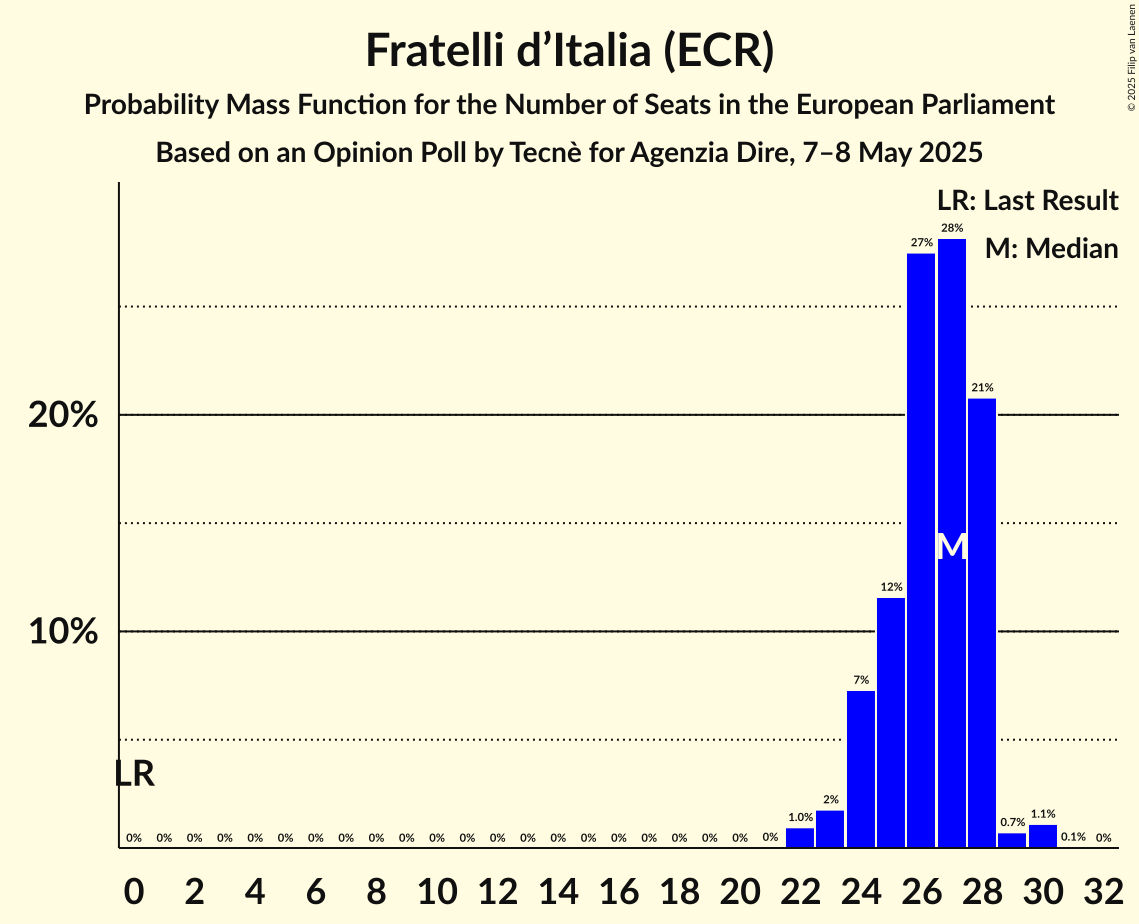 Fratelli d’Italia (ECR)
Probability Mass Function for the Number of Seats in the European Parliament
Based on an Opinion Poll by Tecnè for Agenzia Dire, 7–8 May 2025
© 2025 Filip van Laenen
LR: Last Result
M: Median
20%
10%
LR
M
0% 0% 0% 0% 0% 0% 0% 0% 0% 0% 0% 0% 0% 0% 0% 0% 0% 0% 0% 0% 0% 0% 1.0% 2% 7% 12% 27% 28% 21% 0.7% 1.1% 0.1% 0%
0 2 4 6 8 10 12 14 16 18 20 22 24 26 28 30 32